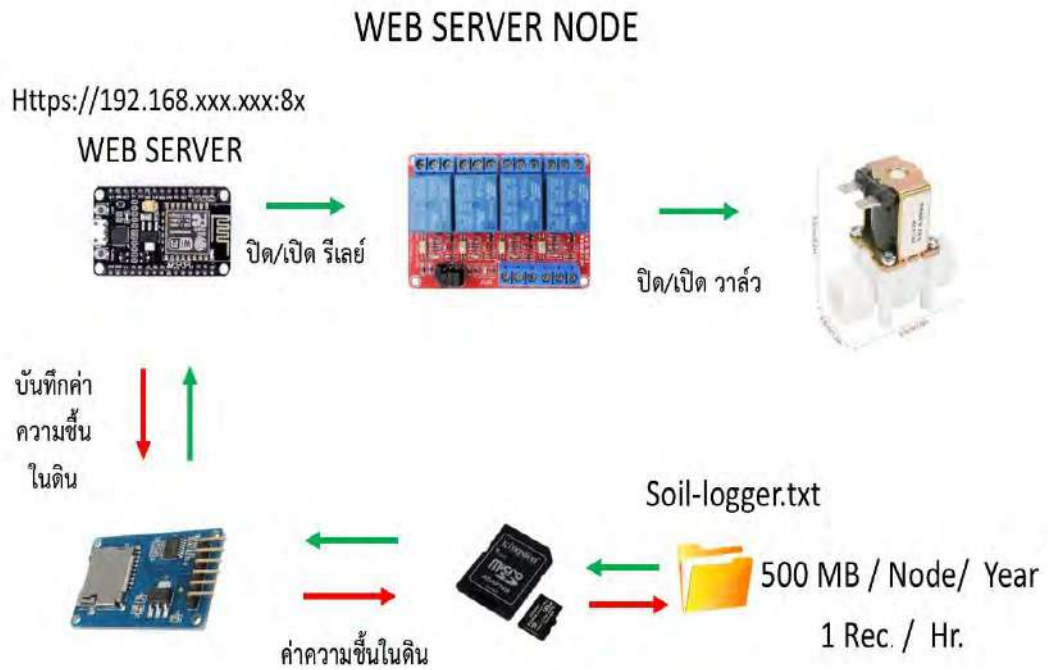 WEB SERVER NODE
Https://192.168.xxx.xxx:8x
WEB SERVER
ปิด/เปิด รีเลย์
ปิด/เปิด วาล์ว
บันทึกค่า
ความชื้น
ในดิน
Soil-logger.txt
500 MB / Node/ Year
1 Rec. / Hr.
ค่าความชื้นในดิน
Kingston
micro
ADAPTER